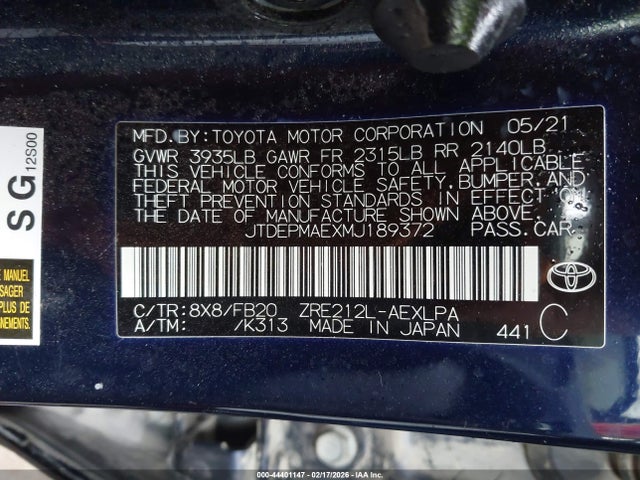 MFD. BY: TOYOTA MOTOR CORPORATION 05/21
GVWR 3935LB GAWR FR 2315LB RR 2140LB
THIS VEHICLE CONFORMS TO ALL APPLICABLE
FEDERAL MOTOR VEHICLE SAFETY, BUMPER, AND
THEFT PREVENTION STANDARDS IN EFFECT ON
THE DATE OF MANUFACTURE SHOWN ABOVE.
JTDEPMAEXMJ189372 PASS.CAR
C/TR: 8X8/FB20 ZRE212L-AEXLPA
A/TM: /K313 MADE IN JAPAN 441 C
SG
12S00
MANUEL
SAGER
PLUS DE
44401147 - 02/17/2026 - IAA Inc.